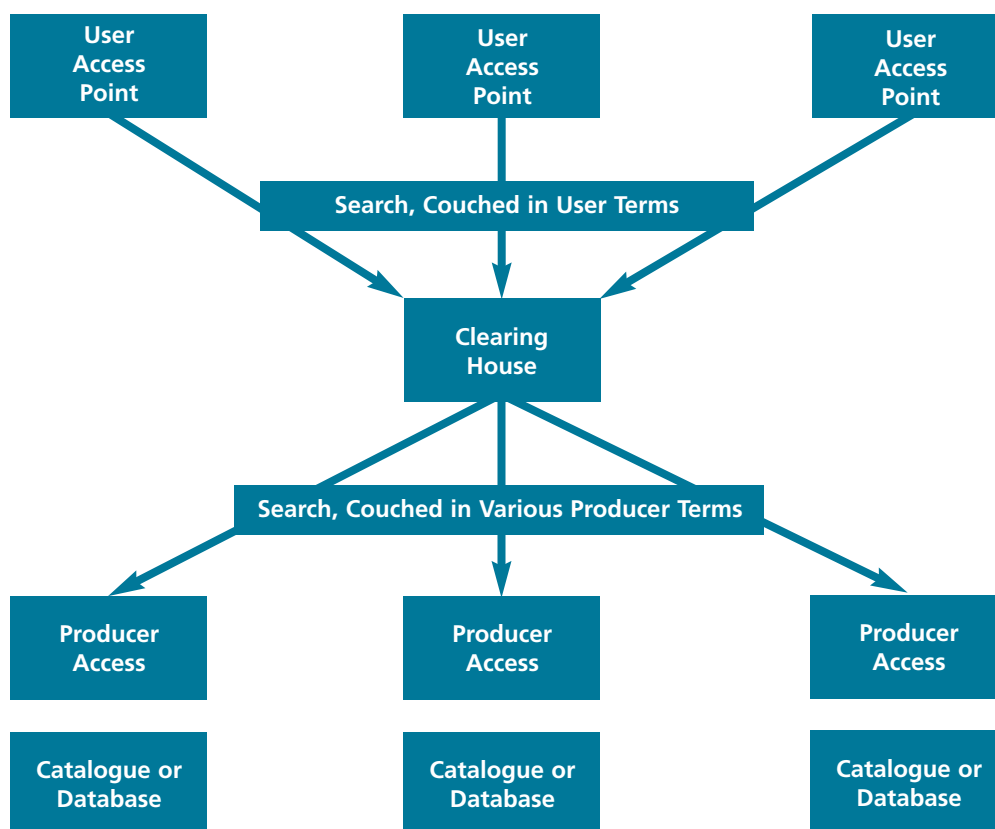 User
Access
Point
User
Access
Point
User
Access
Point
Search, Couched in User Terms
Clearing
House
Search, Couched in Various Producer Terms
Producer
Access
Producer
Access
Producer
Access
Catalogue or
Database
Catalogue or
Database
Catalogue or
Database